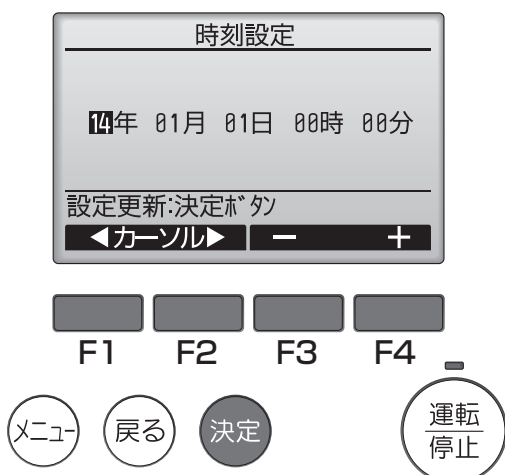 時刻設定
14年 01月 01日 00時 00分
設定更新:決定ボタン
◀カーソル▶ − +
F1 F2 F3 F4
メニュー 戻る 決定 運転
停止